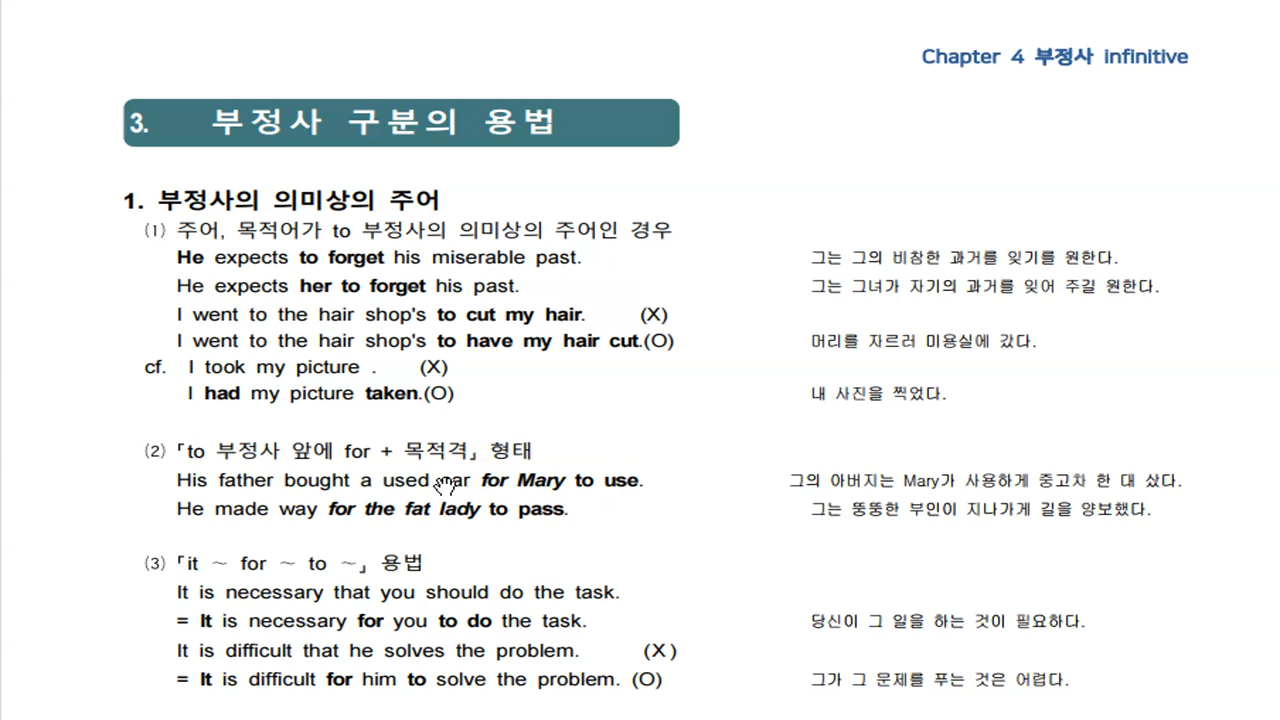 Chapter 4 부정사 infinitive
3. 부정사 구분의 용법
1. 부정사의 의미상의 주어
(1) 주어, 목적어가 to 부정사의 의미상의 주어인 경우
He expects to forget his miserable past. 그는 그의 비참한 과거를 잊기를 원한다.
He expects her to forget his past. 그는 그녀가 자기의 과거를 잊어 주길 원한다.
I went to the hair shop's to cut my hair. (X)
I went to the hair shop's to have my hair cut.(O) 머리를 자르러 미용실에 갔다.
cf. I took my picture . (X)
I had my picture taken.(O) 내 사진을 찍었다.
(2) 「to 부정사 앞에 for + 목적격」 형태
His father bought a used for Mary to use. 그의 아버지는 Mary가 사용하게 중고차 한 대 샀다.
He made way for the fat lady to pass. 그는 뚱뚱한 부인이 지나가게 길을 양보했다.
(3) 「it ~ for ~ to ~」 용법
It is necessary that you should do the task.
= It is necessary for you to do the task. 당신이 그 일을 하는 것이 필요하다.
It is difficult that he solves the problem. (X)
= It is difficult for him to solve the problem. (O) 그가 그 문제를 푸는 것은 어렵다.